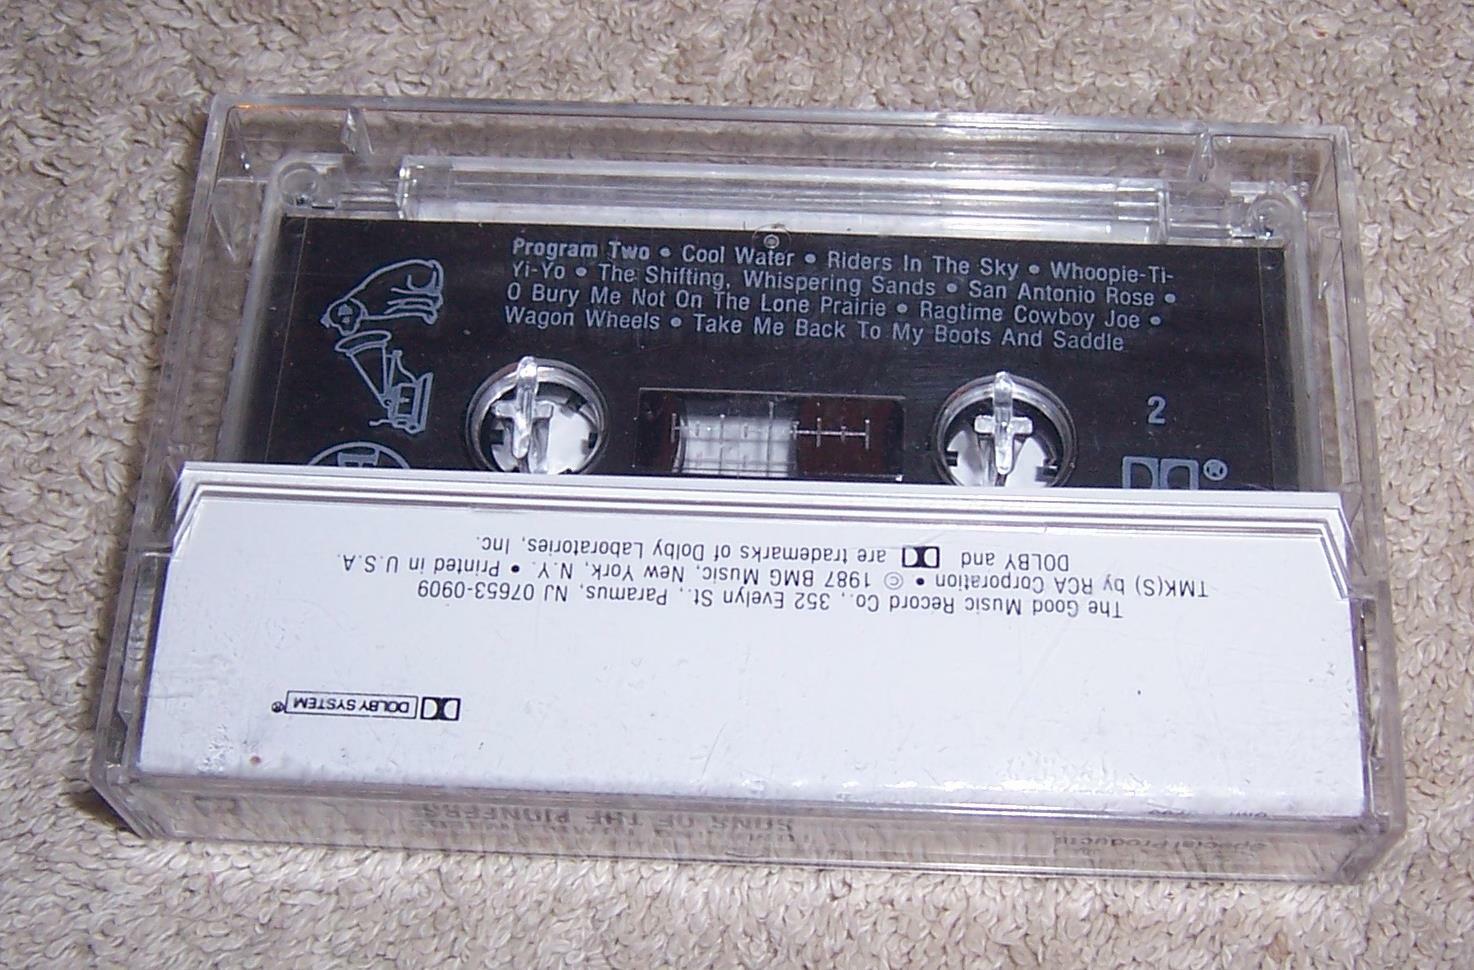 Program Two • Cool Water • Riders In The Sky • Whoopie-Ti-
Yi-Yo • The Shifting, Whispering Sands • San Antonio Rose •
O Bury Me Not On The Lone Prairie • Ragtime Cowboy Joe •
Wagon Wheels • Take Me Back To My Boots And Saddle
2
DOLBY SYSTEM®
The Good Music Record Co., 352 Evelyn St., Paramus, NJ 07653-0909
TMK(S) by RCA Corporation • © 1987 BMG Music, New York, N.Y. • Printed in U.S.A.
DOLBY and are trademarks of Dolby Laboratories, Inc.
SONS OF THE PIONEERS
Special Products